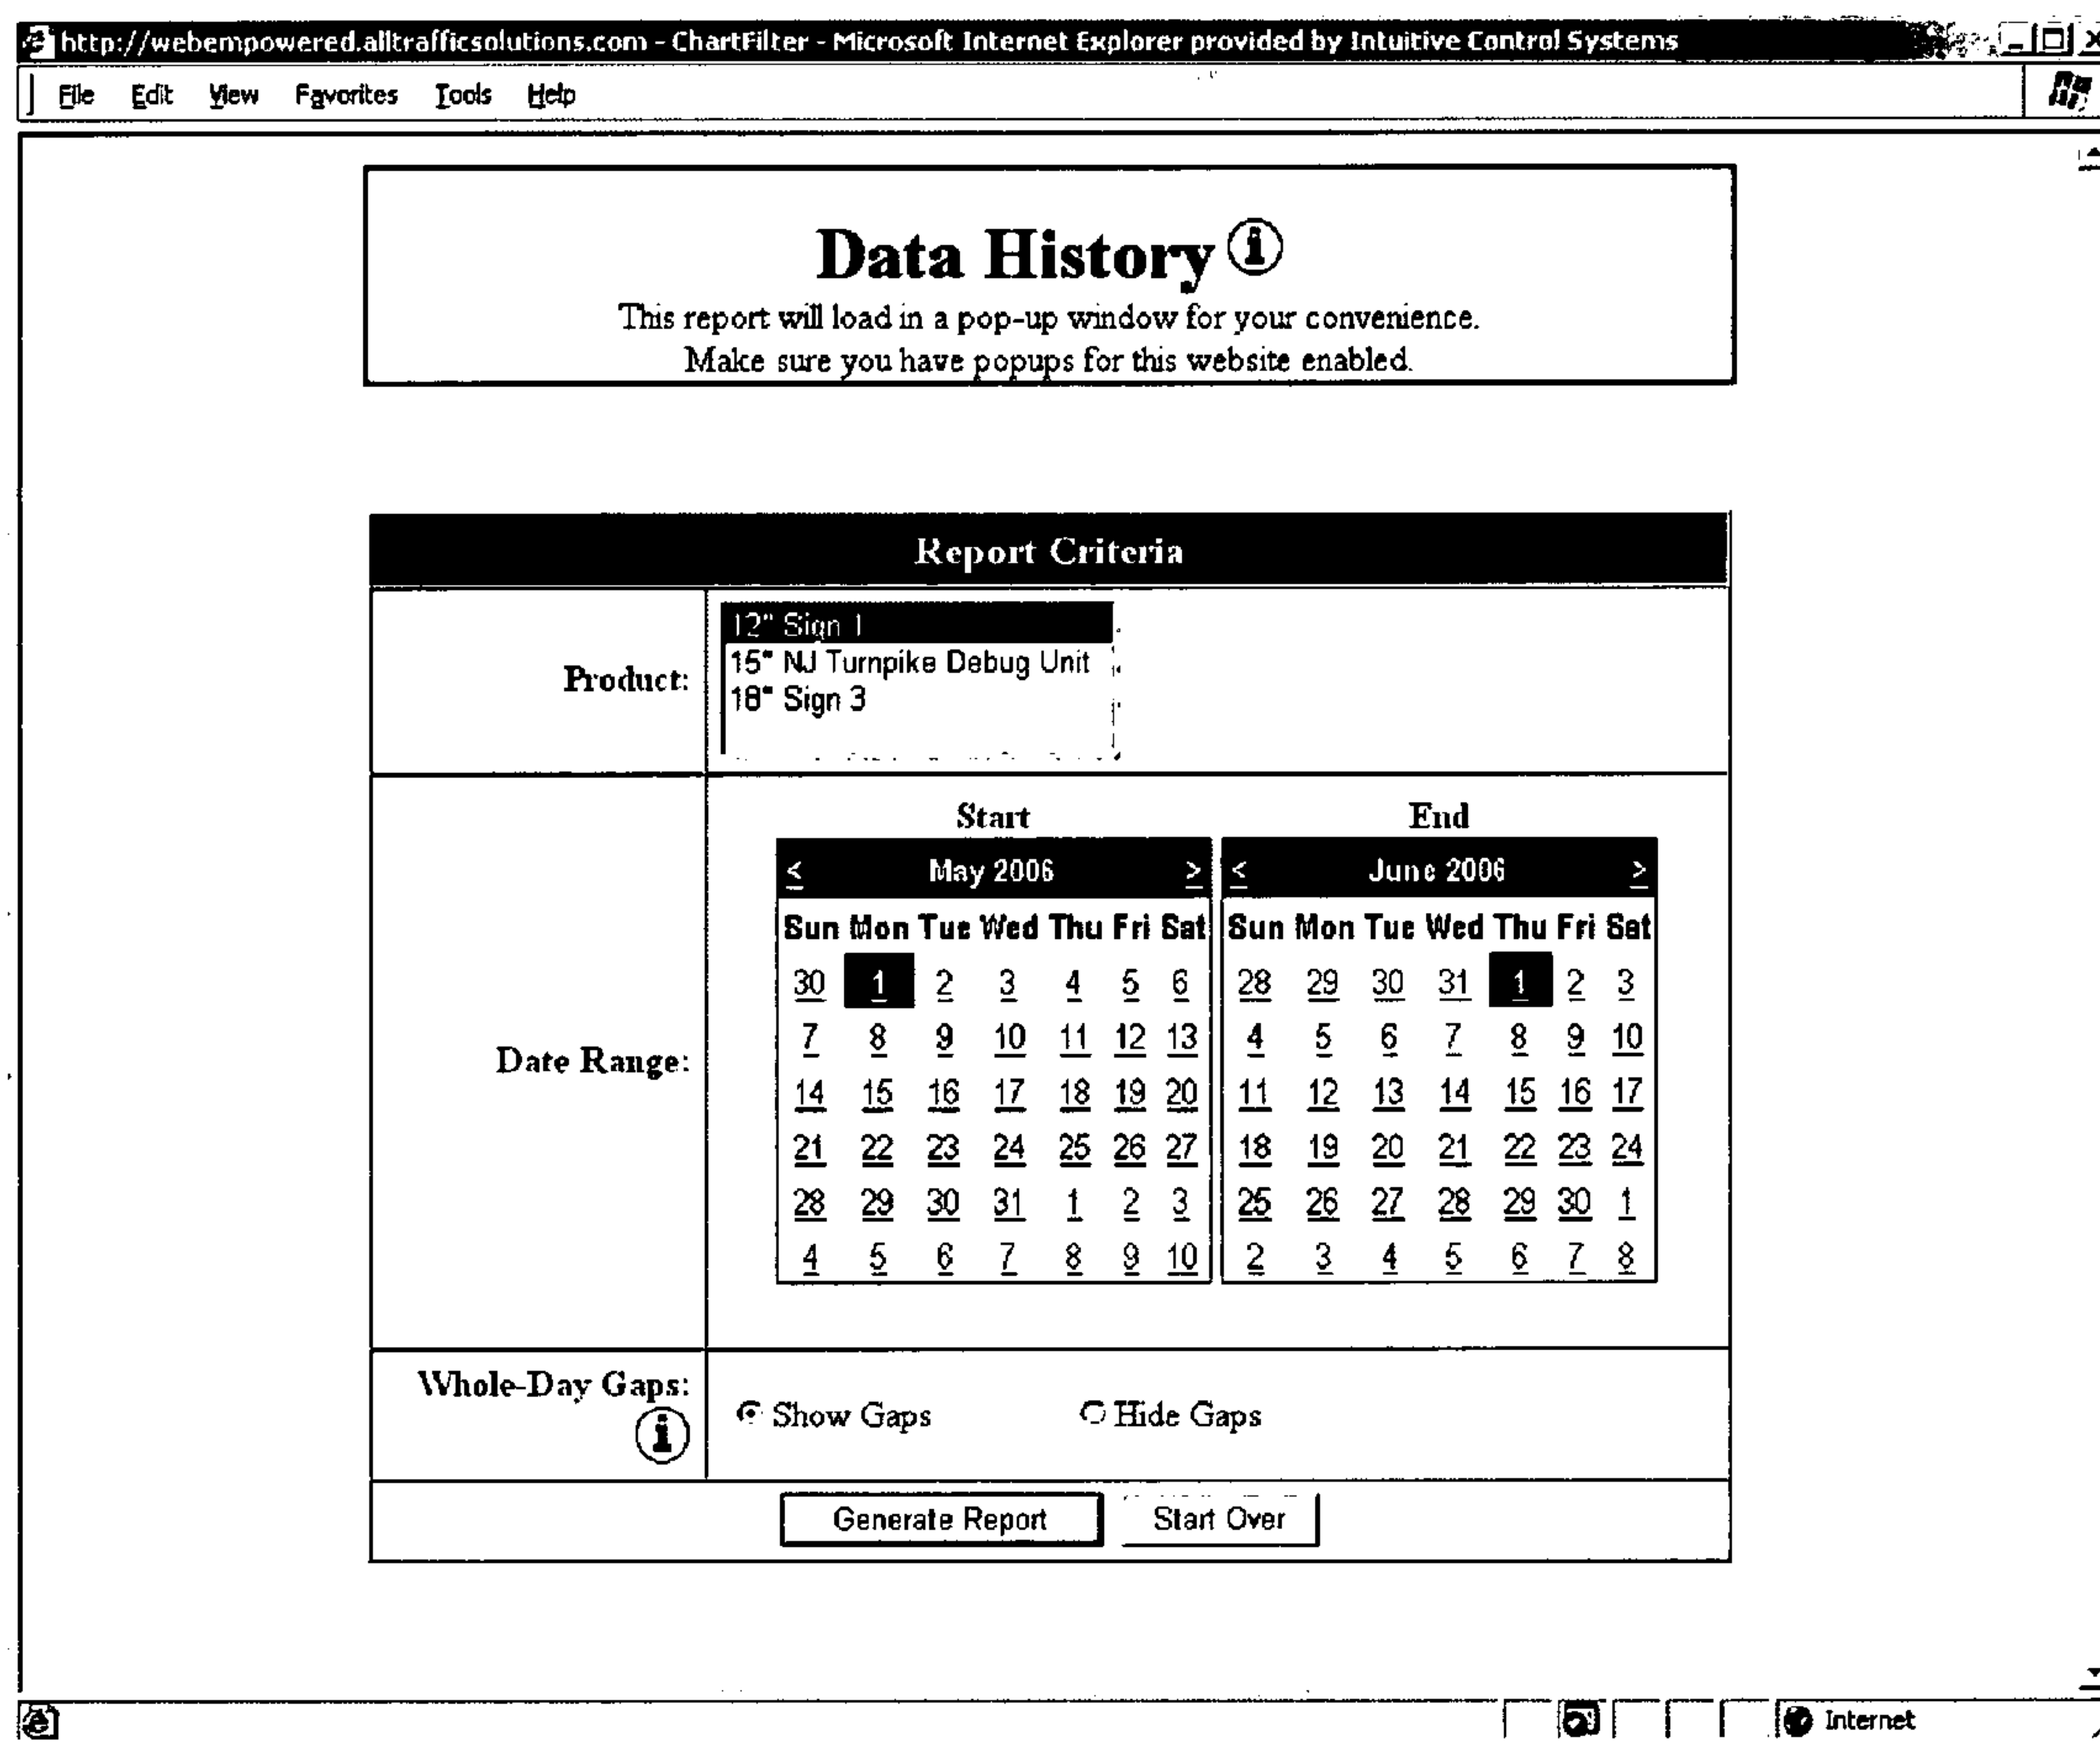 http://webempowered.alltrafficsolutions.com - ChartFilter - Microsoft Internet Explorer provided by Intuitive Control Systems
File Edit View Favorites Tools Help
Data History i
This report will load in a pop-up window for your convenience.
Make sure you have popups for this website enabled.
Report Criteria
Product:
12" Sign 1
15" NJ Turnpike Debug Unit
18" Sign 3
Date Range:
Start
< May 2006 >
Sun Mon Tue Wed Thu Fri Sat
30 1 2 3 4 5 6
7 8 9 10 11 12 13
14 15 16 17 18 19 20
21 22 23 24 25 26 27
28 29 30 31 1 2 3
4 5 6 7 8 9 10
End
< June 2006 >
Sun Mon Tue Wed Thu Fri Sat
28 29 30 31 1 2 3
4 5 6 7 8 9 10
11 12 13 14 15 16 17
18 19 20 21 22 23 24
25 26 27 28 29 30 1
2 3 4 5 6 7 8
Whole-Day Gaps:
i
Show Gaps Hide Gaps
Generate Report Start Over
Internet